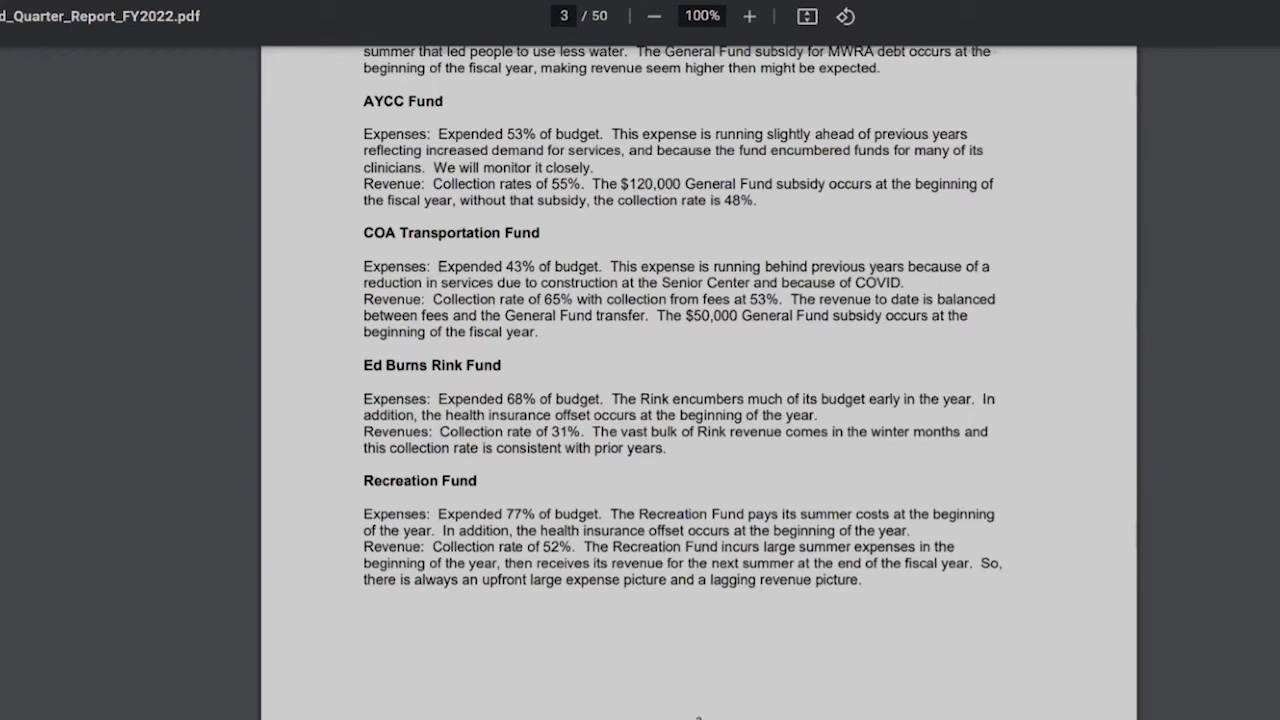 d_Quarter_Report_FY2022.pdf
3 / 50
100%
summer that led people to use less water. The General Fund subsidy for MWRA debt occurs at the
beginning of the fiscal year, making revenue seem higher then might be expected.
AYCC Fund
Expenses: Expended 53% of budget. This expense is running slightly ahead of previous years
reflecting increased demand for services, and because the fund encumbered funds for many of its
clinicians. We will monitor it closely.
Revenue: Collection rates of 55%. The $120,000 General Fund subsidy occurs at the beginning of
the fiscal year, without that subsidy, the collection rate is 48%.
COA Transportation Fund
Expenses: Expended 43% of budget. This expense is running behind previous years because of a
reduction in services due to construction at the Senior Center and because of COVID.
Revenue: Collection rate of 65% with collection from fees at 53%. The revenue to date is balanced
between fees and the General Fund transfer. The $50,000 General Fund subsidy occurs at the
beginning of the fiscal year.
Ed Burns Rink Fund
Expenses: Expended 68% of budget. The Rink encumbers much of its budget early in the year. In
addition, the health insurance offset occurs at the beginning of the year.
Revenues: Collection rate of 31%. The vast bulk of Rink revenue comes in the winter months and
this collection rate is consistent with prior years.
Recreation Fund
Expenses: Expended 77% of budget. The Recreation Fund pays its summer costs at the beginning
of the year. In addition, the health insurance offset occurs at the beginning of the year.
Revenue: Collection rate of 52%. The Recreation Fund incurs large summer expenses in the
beginning of the year, then receives its revenue for the next summer at the end of the fiscal year. So,
there is always an upfront large expense picture and a lagging revenue picture.